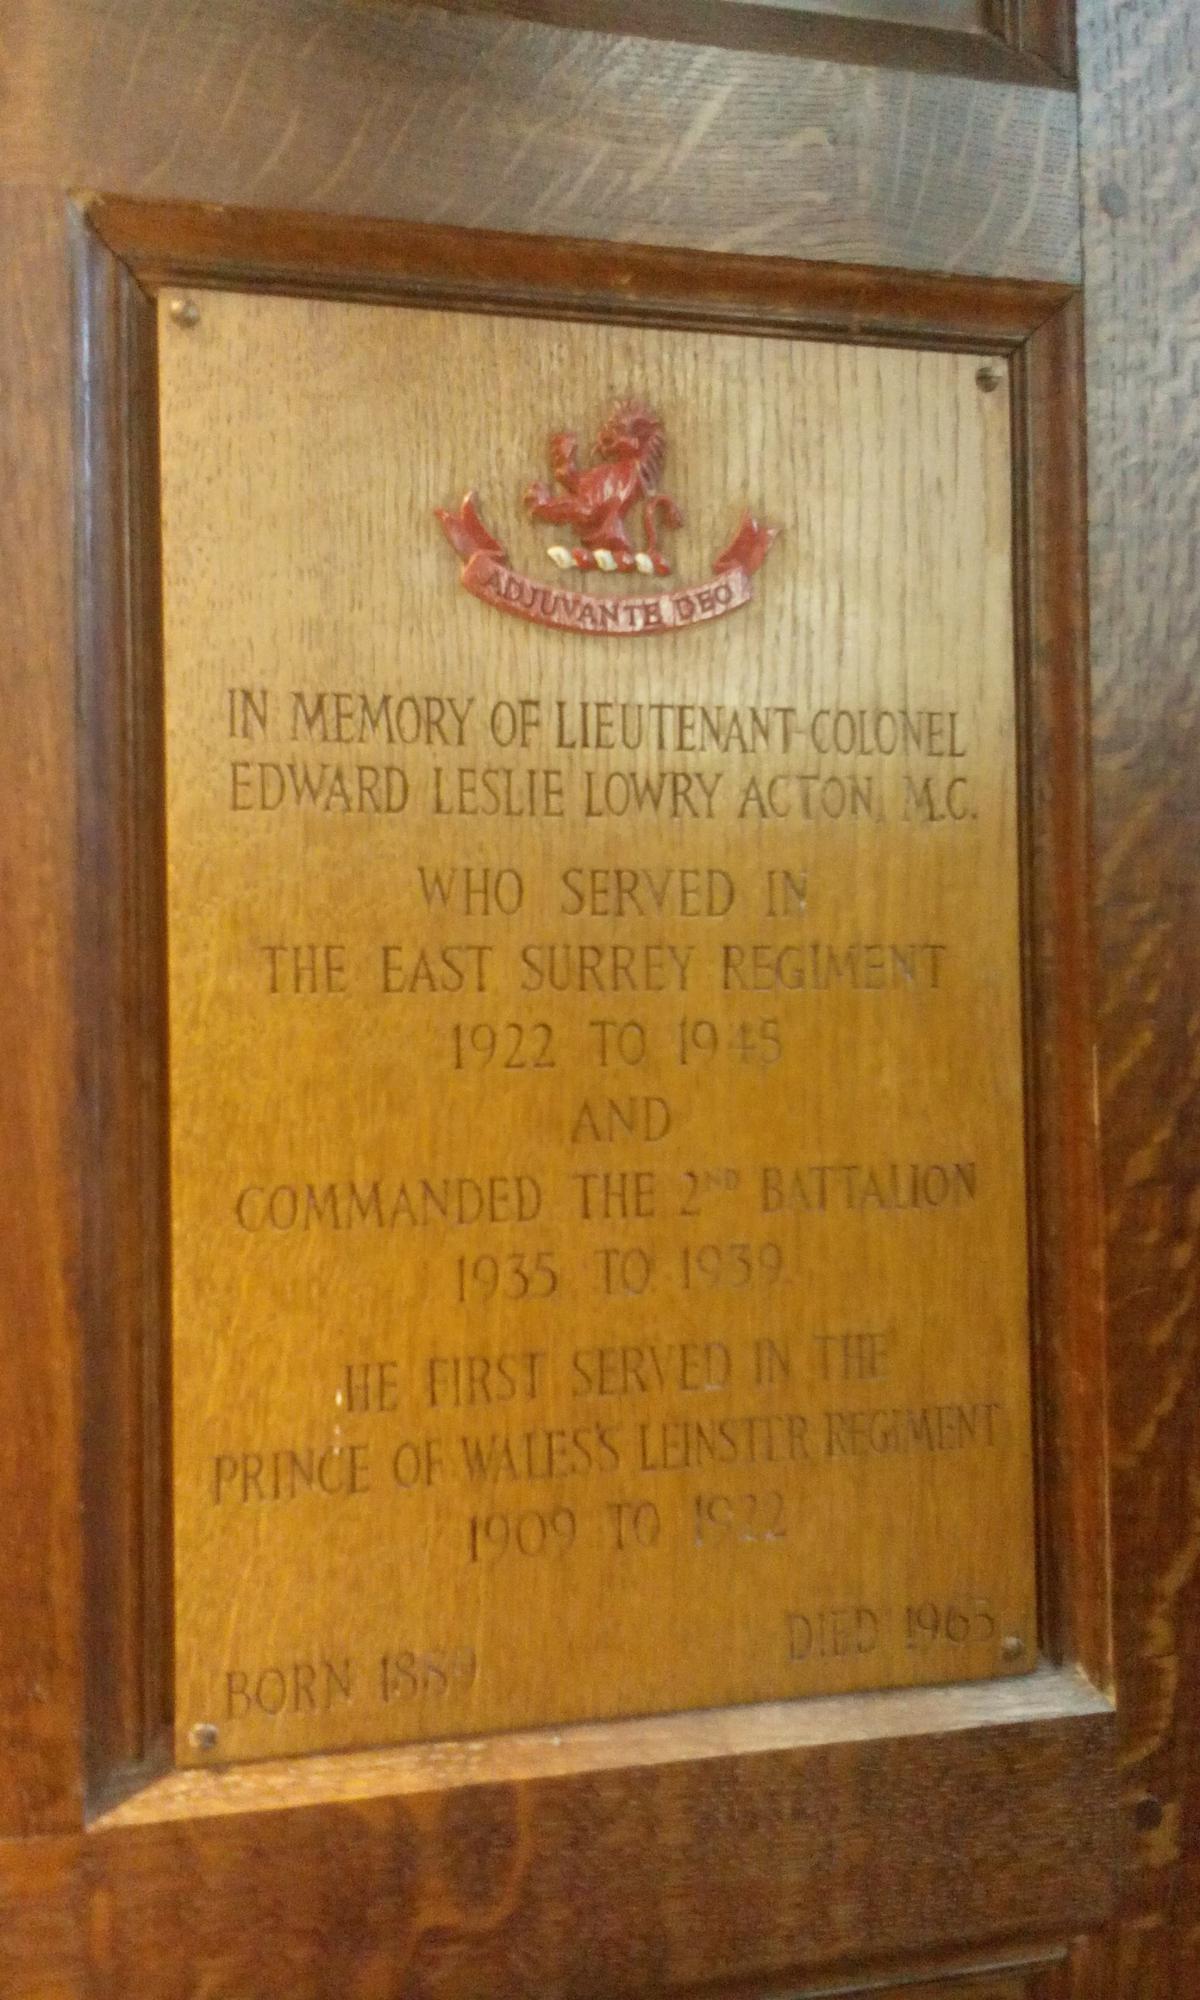 ADJUVANTE DEO
IN MEMORY OF LIEUTENANT-COLONEL
EDWARD LESLIE LOWRY ACTON, M.C.
WHO SERVED IN
THE EAST SURREY REGIMENT
1922 TO 1945
AND
COMMANDED THE 2ND BATTALION
1935 TO 1939
HE FIRST SERVED IN THE
PRINCE OF WALES'S LEINSTER REGIMENT
1909 TO 1922
BORN 1889
DIED 1965